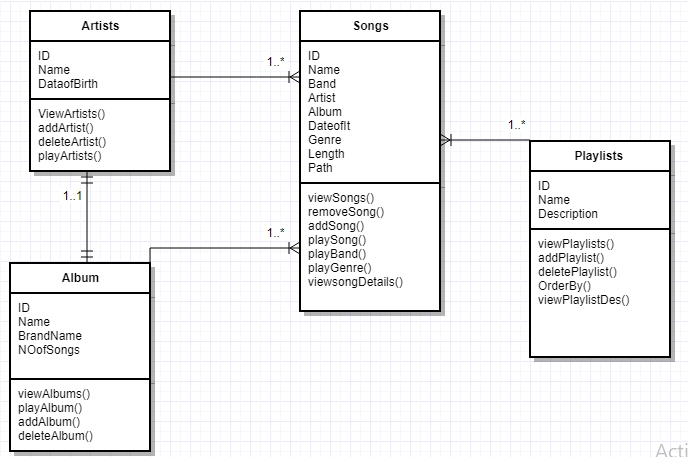 Artists
ID
Name
DataofBirth
ViewArtists()
addArtist()
deleteArtist()
playArtists()
1..*
Songs
ID
Name
Band
Artist
Album
DateofIt
Genre
Length
Path
viewSongs()
removeSong()
addSong()
playSong()
playBand()
playGenre()
viewsongDetails()
1..*
Playlists
ID
Name
Description
viewPlaylists()
addPlaylist()
deletePlaylist()
OrderBy()
viewPlaylistDes()
1..1
1..*
Album
ID
Name
BrandName
NOofSongs
viewAlbums()
playAlbum()
addAlbum()
deleteAlbum()
Acti